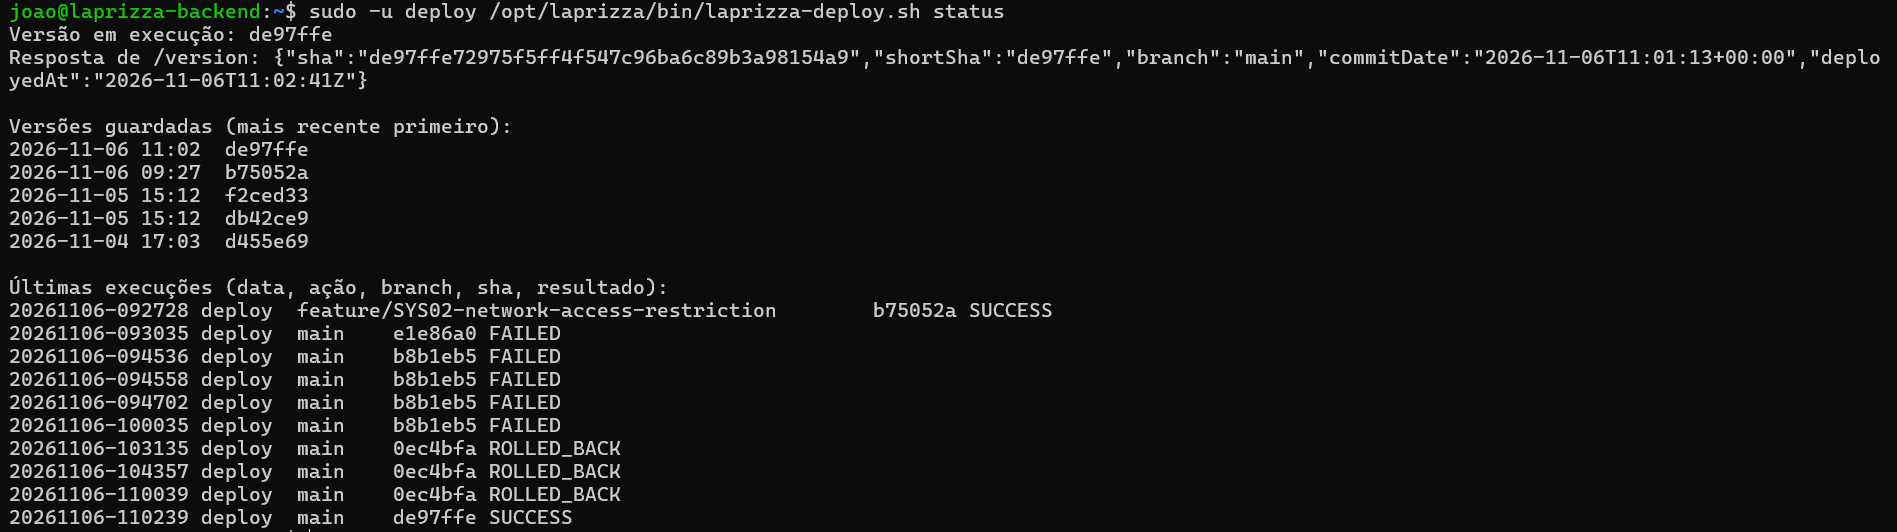 joao@laprizza-backend:~$ sudo -u deploy /opt/laprizza/bin/laprizza-deploy.sh status
Versão em execução: de97ffe
Resposta de /version: {"sha":"de97ffe72975f5ff4f547c96ba6c89b3a98154a9","shortSha":"de97ffe","branch":"main","commitDate":"2026-11-06T11:01:13+00:00","deplo
yedAt":"2026-11-06T11:02:41Z"}
Versões guardadas (mais recente primeiro):
2026-11-06 11:02  de97ffe
2026-11-06 09:27  b75052a
2026-11-05 15:12  f2ced33
2026-11-05 15:12  db42ce9
2026-11-04 17:03  d455e69
Últimas execuções (data, ação, branch, sha, resultado):
20261106-092728 deploy  feature/SYS02-network-access-restriction        b75052a SUCCESS
20261106-093035 deploy  main    e1e86a0 FAILED
20261106-094536 deploy  main    b8b1eb5 FAILED
20261106-094558 deploy  main    b8b1eb5 FAILED
20261106-094702 deploy  main    b8b1eb5 FAILED
20261106-100035 deploy  main    b8b1eb5 FAILED
20261106-103135 deploy  main    0ec4bfa ROLLED_BACK
20261106-104357 deploy  main    0ec4bfa ROLLED_BACK
20261106-110039 deploy  main    0ec4bfa ROLLED_BACK
20261106-110239 deploy  main    de97ffe SUCCESS